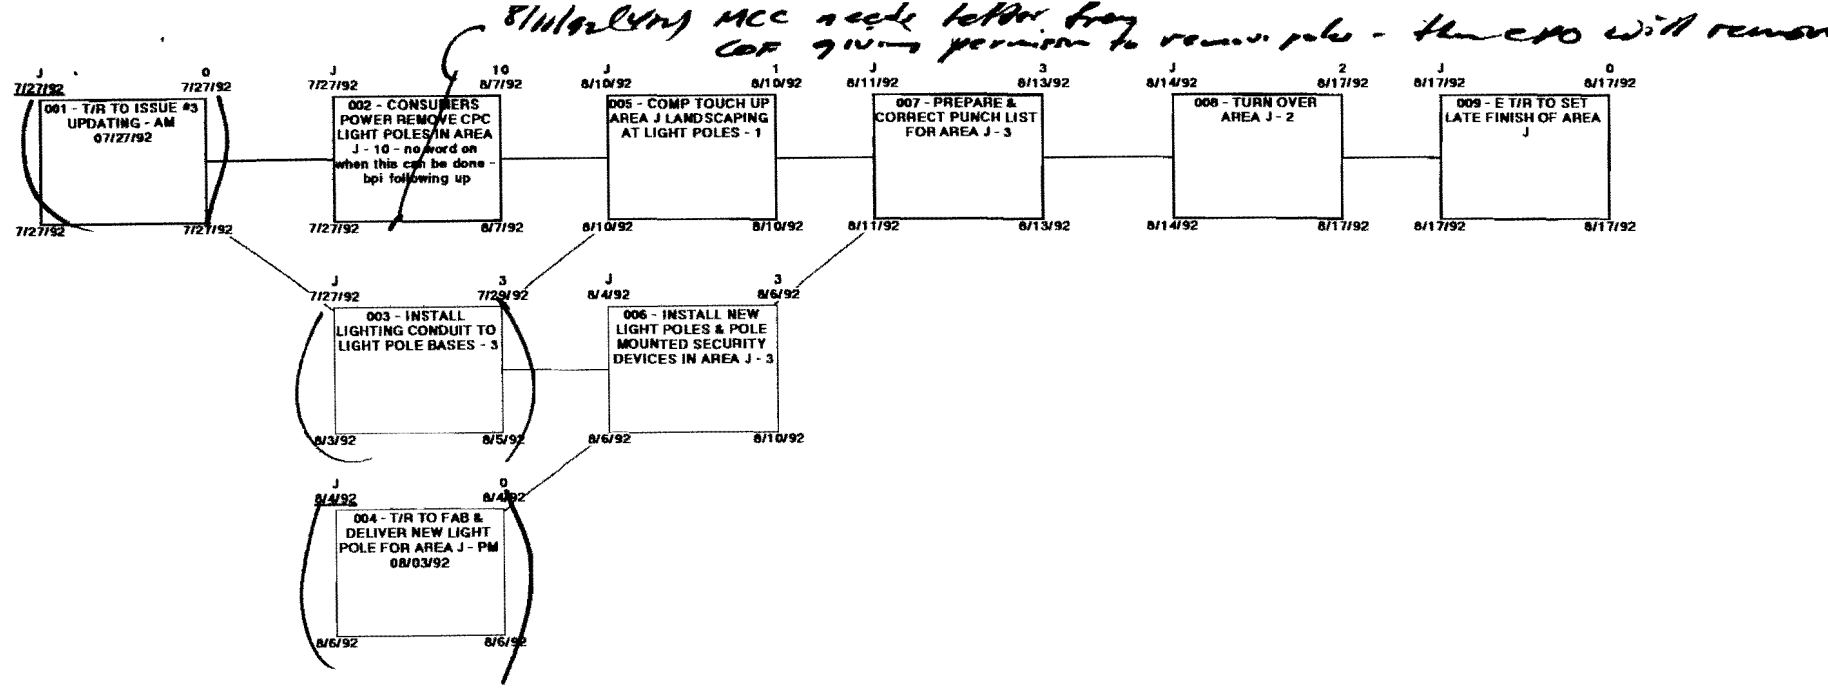 8/11/92 MCC needs letter from
COF giving permission to remove poles - then CPO will remove
J 0 J 10 J 1 J 3 J 2 J 0
7/27/92 7/27/92 7/27/92 8/7/92 8/10/92 8/10/92 8/11/92 8/13/92 8/14/92 8/17/92 8/17/92 8/17/92
001 - T/R TO ISSUE #3
UPDATING - AM
07/27/92
7/27/92 7/27/92
002 - CONSUMERS
POWER REMOVE CPC
LIGHT POLES IN AREA
J - 10 - no word on
when this can be done -
bpi following up
7/27/92 8/7/92
005 - COMP TOUCH UP
AREA J LANDSCAPING
AT LIGHT POLES - 1
8/10/92 8/10/92
007 - PREPARE &
CORRECT PUNCH LIST
FOR AREA J - 3
8/11/92 8/13/92
008 - TURN OVER
AREA J - 2
8/14/92 8/17/92
009 - E T/R TO SET
LATE FINISH OF AREA
J
8/17/92 8/17/92
J 3
7/27/92 7/29/92
003 - INSTALL
LIGHTING CONDUIT TO
LIGHT POLE BASES - 3
8/3/92 8/5/92
J 3
8/4/92 8/6/92
006 - INSTALL NEW
LIGHT POLES & POLE
MOUNTED SECURITY
DEVICES IN AREA J - 3
8/6/92 8/10/92
J 0
8/4/92 8/4/92
004 - T/R TO FAB &
DELIVER NEW LIGHT
POLE FOR AREA J - PM
08/03/92
8/6/92 8/6/92